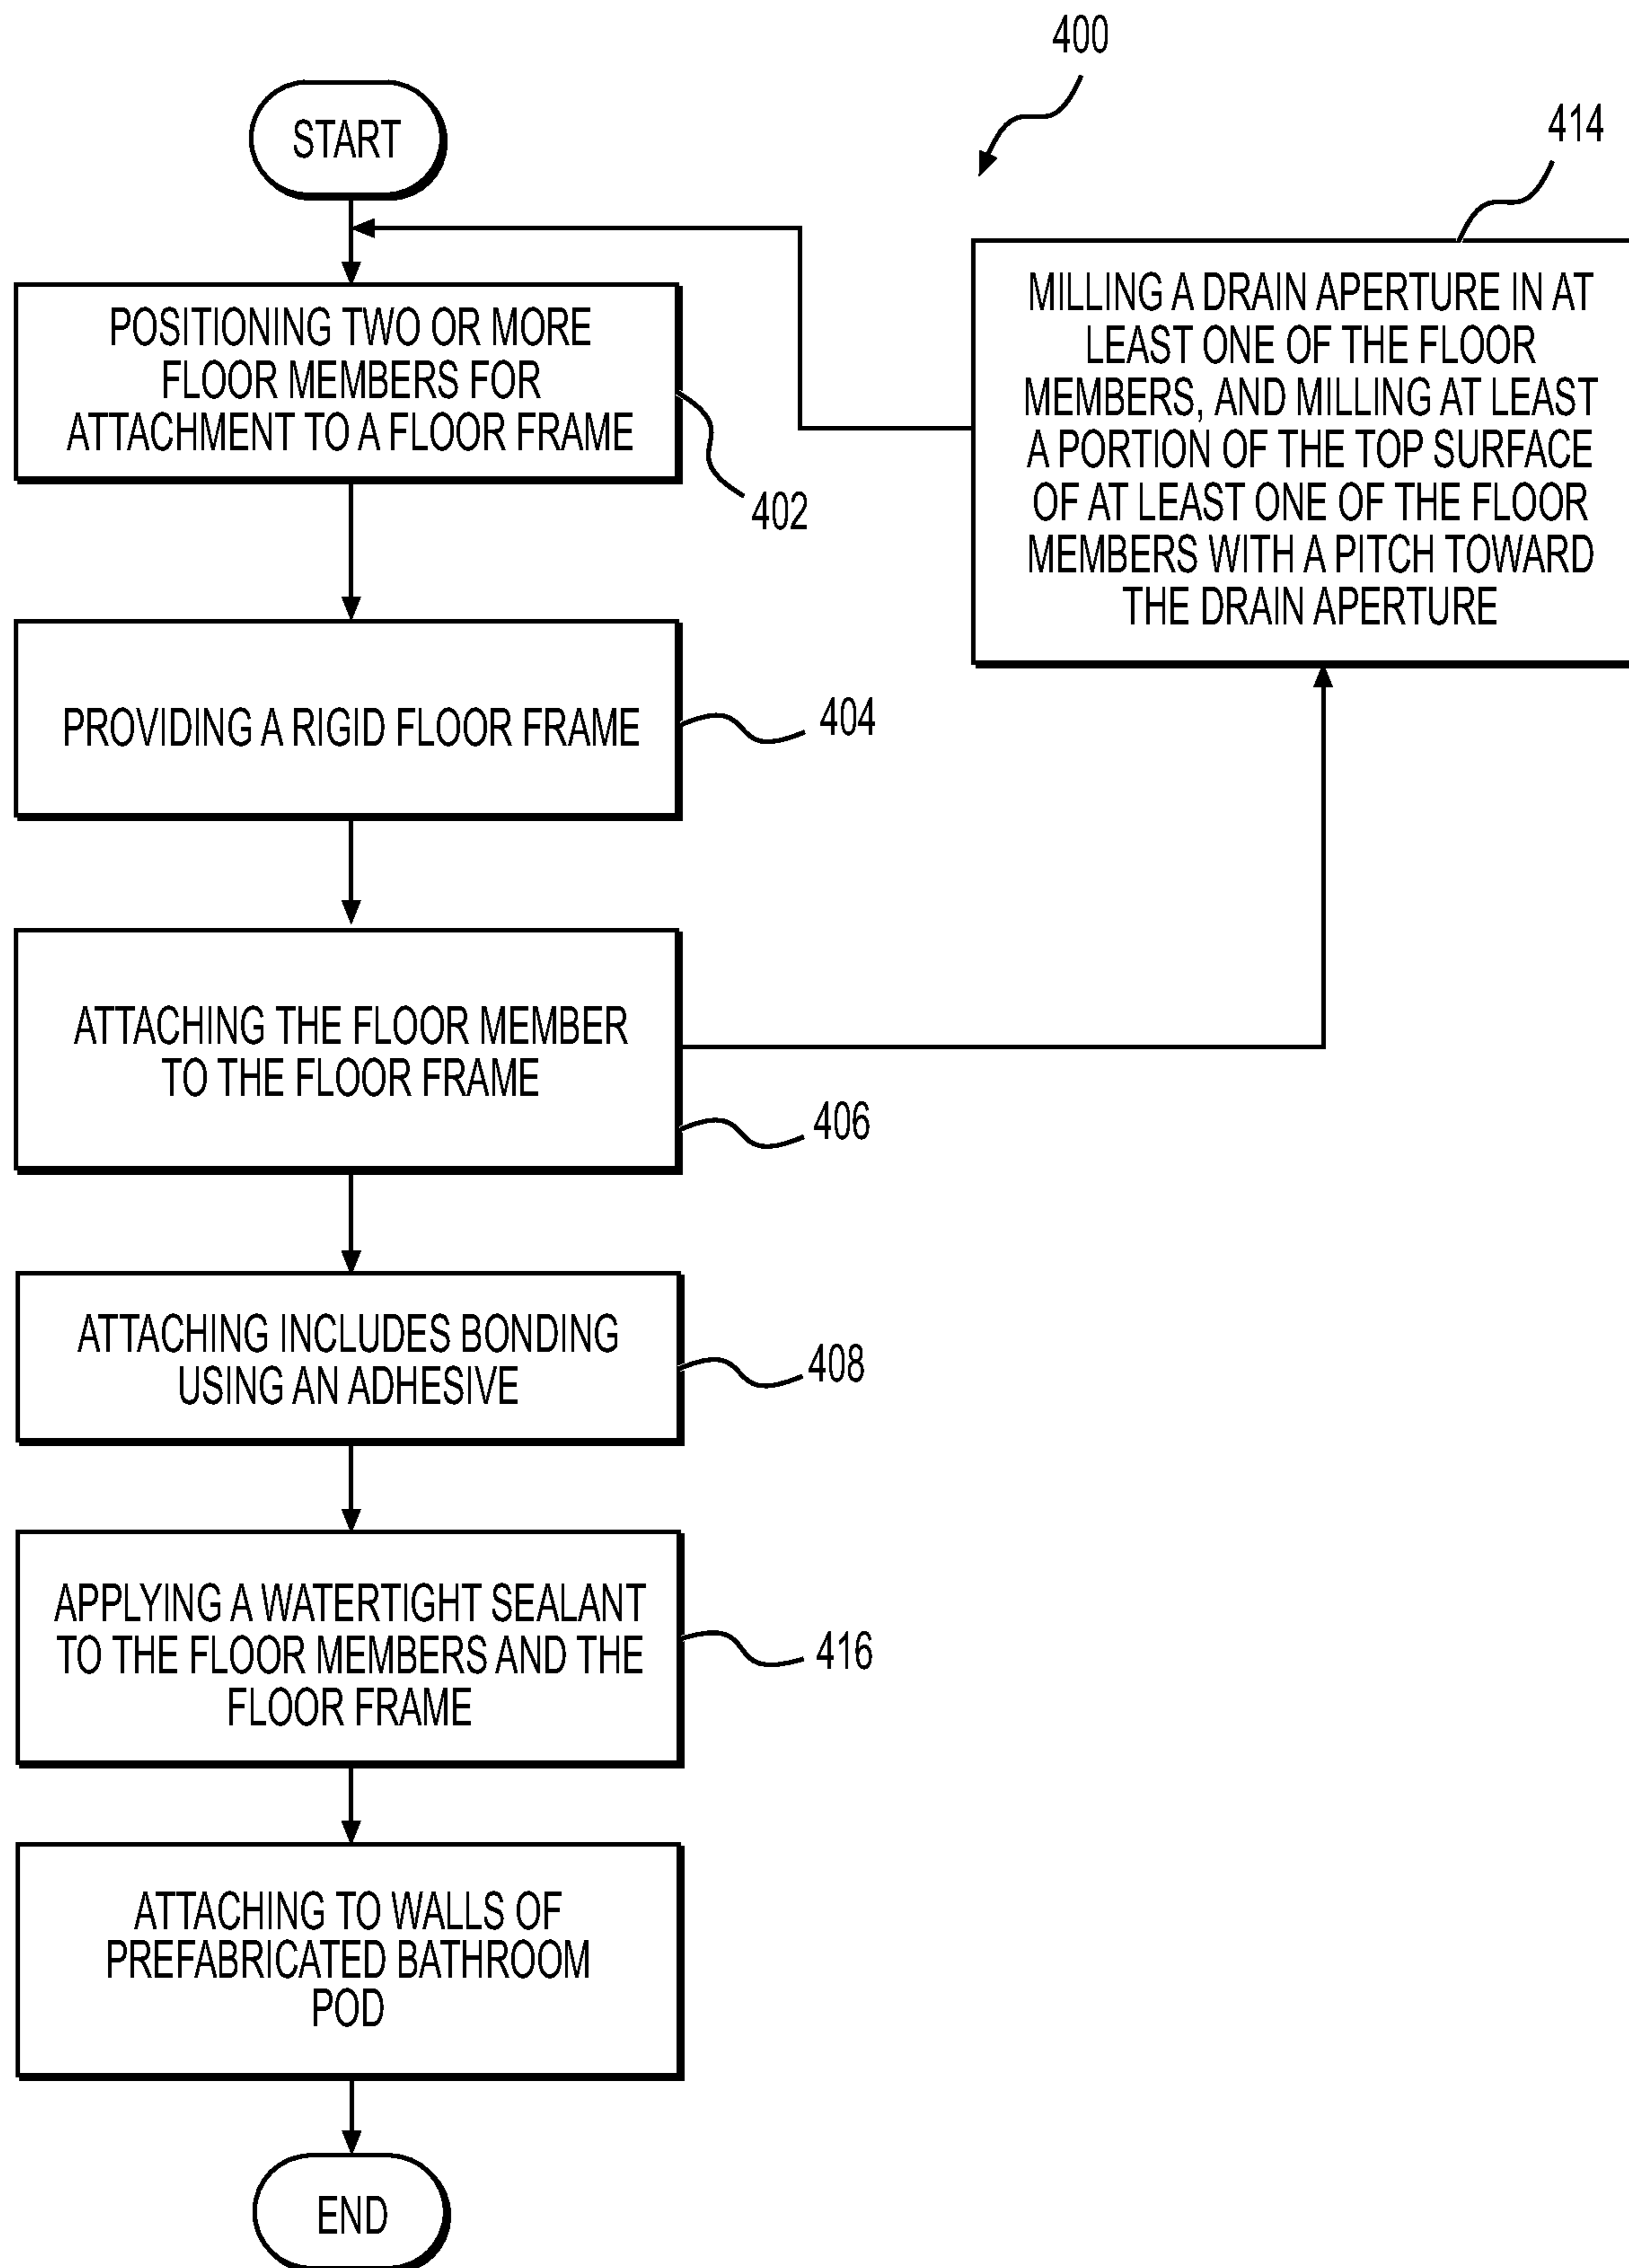 400
START
414
POSITIONING TWO OR MORE
FLOOR MEMBERS FOR
ATTACHMENT TO A FLOOR FRAME
402
MILLING A DRAIN APERTURE IN AT
LEAST ONE OF THE FLOOR
MEMBERS, AND MILLING AT LEAST
A PORTION OF THE TOP SURFACE
OF AT LEAST ONE OF THE FLOOR
MEMBERS WITH A PITCH TOWARD
THE DRAIN APERTURE
PROVIDING A RIGID FLOOR FRAME
404
ATTACHING THE FLOOR MEMBER
TO THE FLOOR FRAME
406
ATTACHING INCLUDES BONDING
USING AN ADHESIVE
408
APPLYING A WATERTIGHT SEALANT
TO THE FLOOR MEMBERS AND THE
FLOOR FRAME
416
ATTACHING TO WALLS OF
PREFABRICATED BATHROOM
POD
END